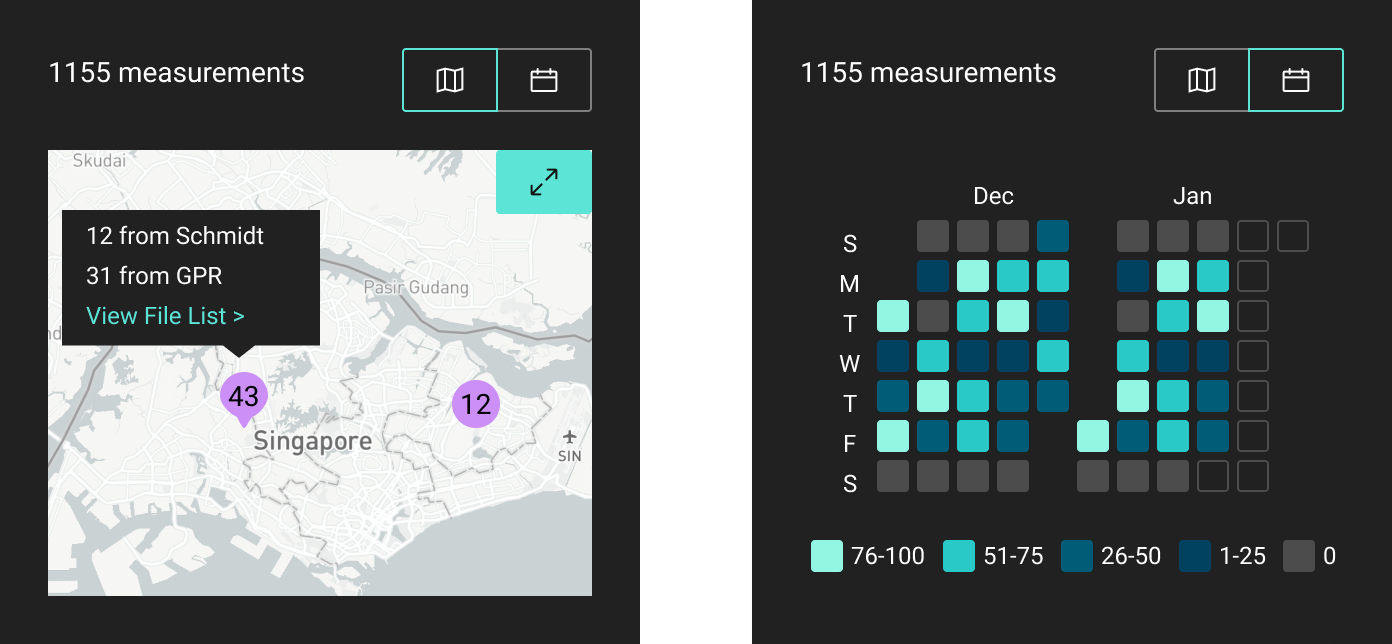 1155 measurements
Skudai
12 from Schmidt
31 from GPR
View File List >
Pasir Gudang
nd
43
12
Singapore
SIN
1155 measurements
Dec Jan
S
M
T
W
T
F
S
76-100 51-75 26-50 1-25 0